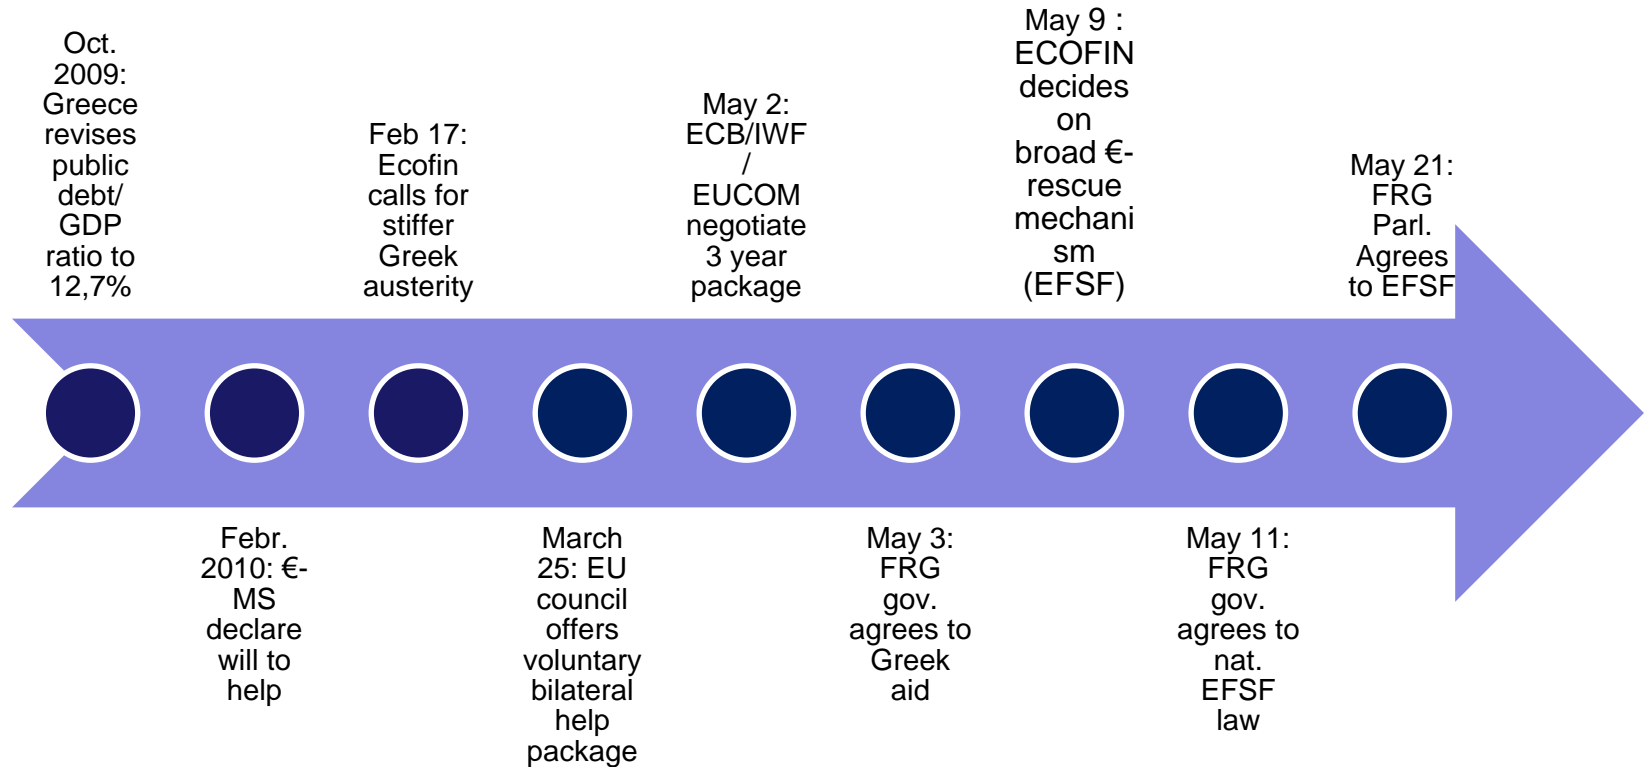 Oct.
2009:
Greece
revises
public
debt/
GDP
ratio to
12,7%
Febr.
2010: €-
MS
declare
will to
help
Feb 17:
Ecofin
calls for
stiffer
Greek
austerity
March
25: EU
council
offers
voluntary
bilateral
help
package
May 2:
ECB/IWF
/
EUCOM
negotiate
3 year
package
May 3:
FRG
gov.
agrees to
Greek
aid
May 9 :
ECOFIN
decides
on
broad €-
rescue
mechani
sm
(EFSF)
May 11:
FRG
gov.
agrees to
nat.
EFSF
law
May 21:
FRG
Parl.
Agrees
to EFSF